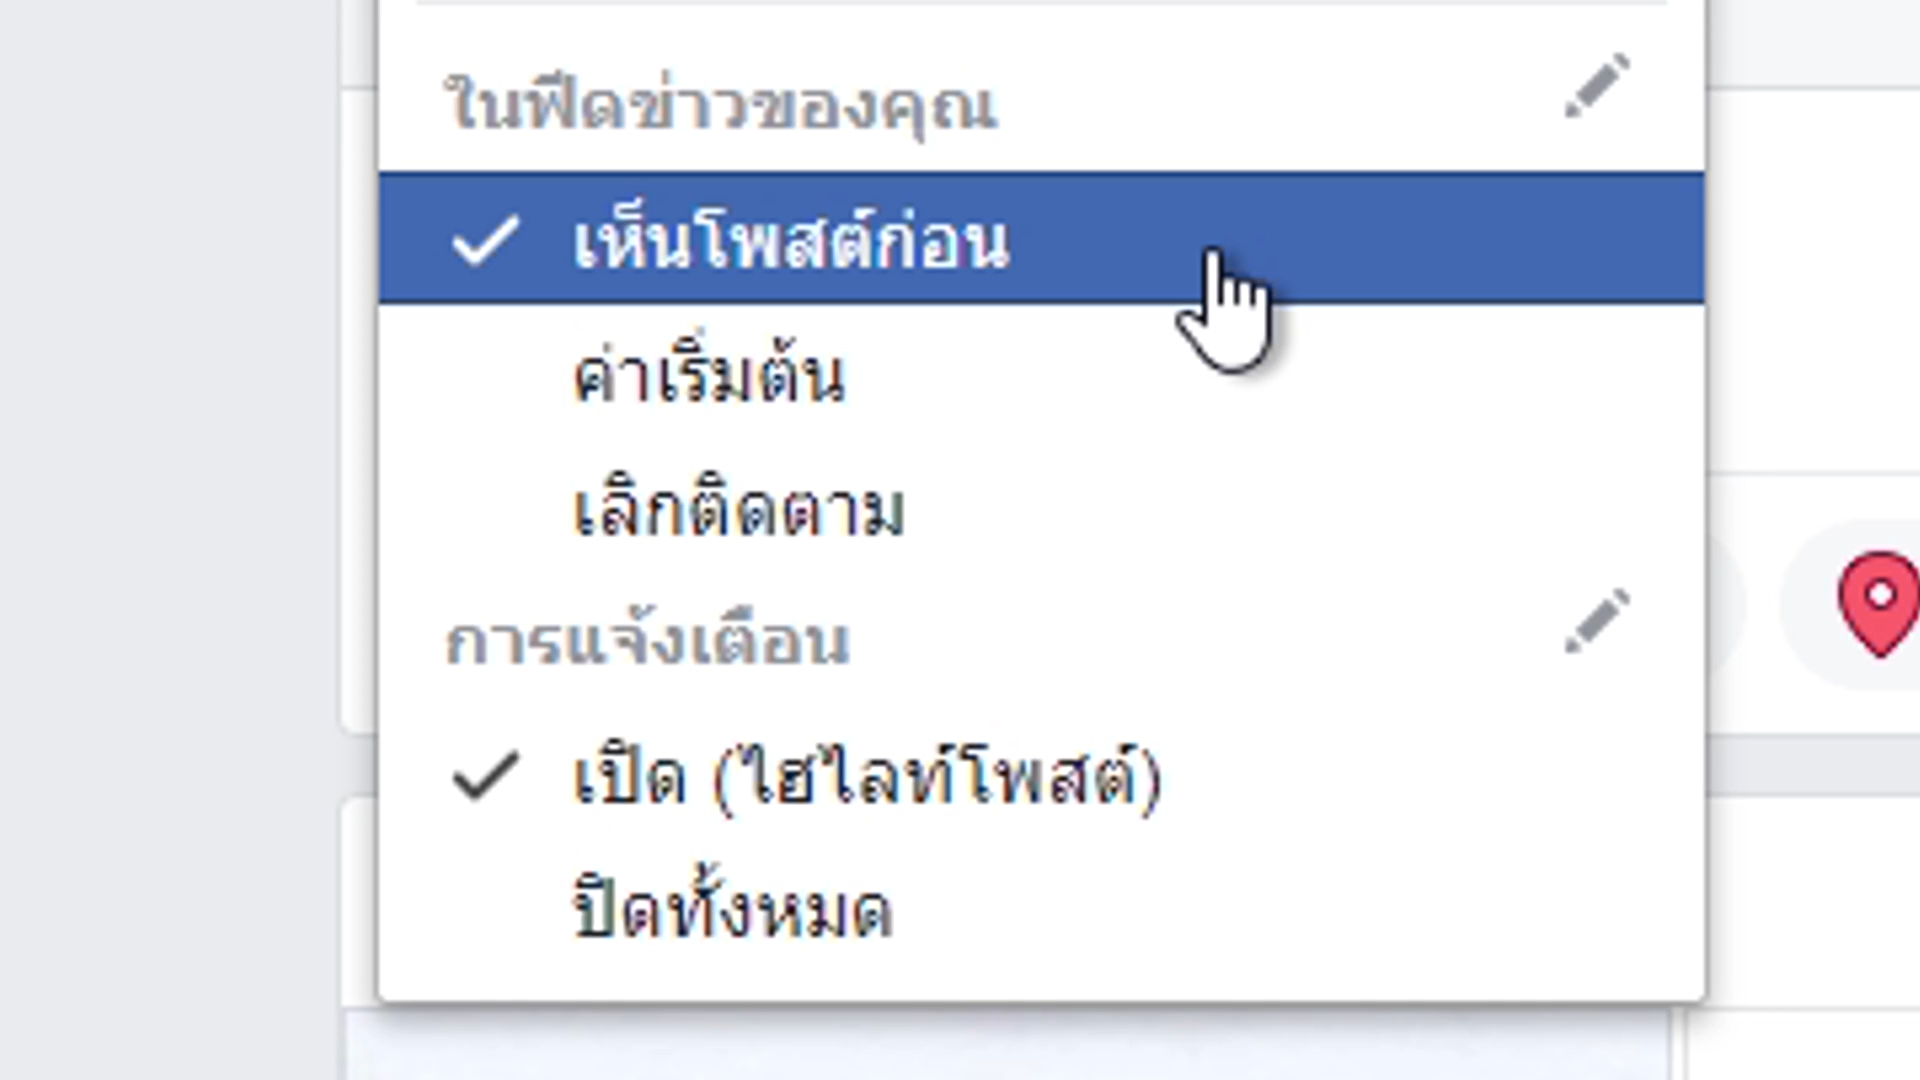 ในฟีดข่าวของคุณ
เห็นโพสต์ก่อน
ค่าเริ่มต้น
เลิกติดตาม
การแจ้งเตือน
เปิด (ไฮไลท์โพสต์)
ปิดทั้งหมด